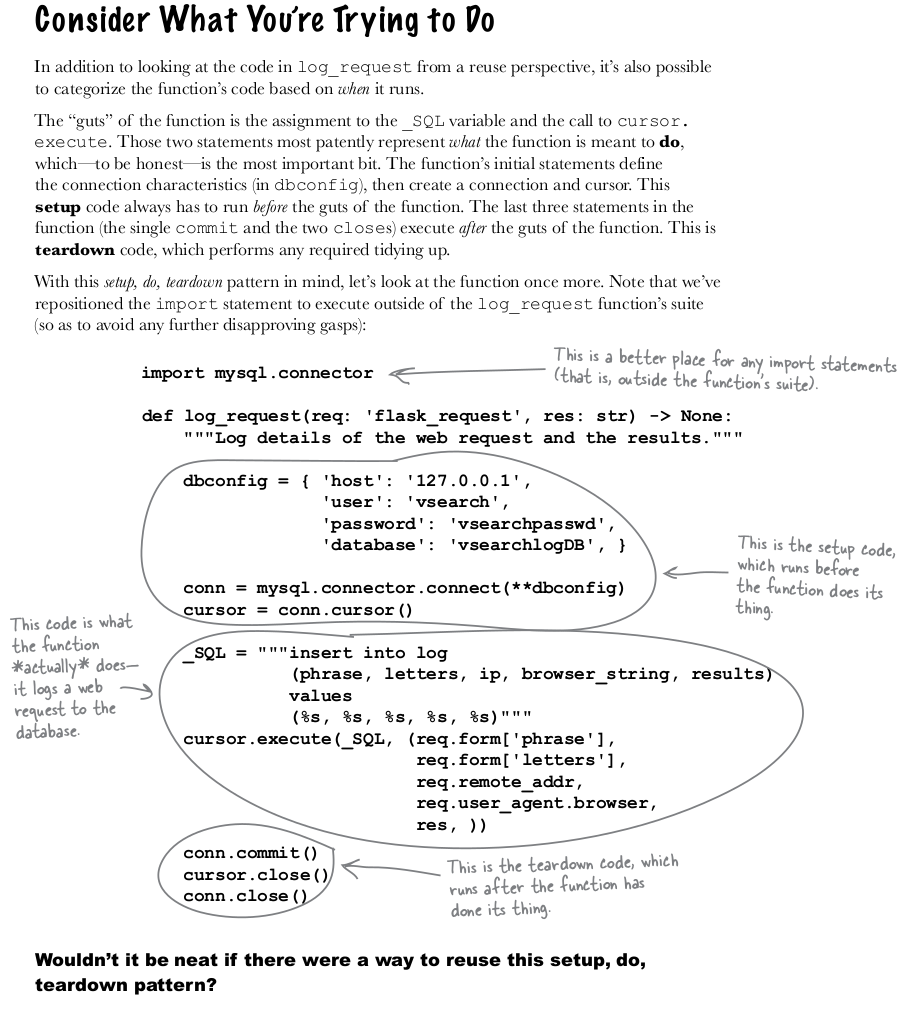 Consider What You're Trying to Do
In addition to looking at the code in log_request from a reuse perspective, it's also possible
to categorize the function's code based on when it runs.
The “guts” of the function is the assignment to the _SQL variable and the call to cursor.
execute. Those two statements most patently represent what the function is meant to do,
which—to be honest—is the most important bit. The function's initial statements define
the connection characteristics (in dbconfig), then create a connection and cursor. This
setup code always has to run before the guts of the function. The last three statements in the
function (the single commit and the two closes) execute after the guts of the function. This is
teardown code, which performs any required tidying up.
With this setup, do, teardown pattern in mind, let's look at the function once more. Note that we've
repositioned the import statement to execute outside of the log_request function's suite
(so as to avoid any further disapproving gasps):
import mysql.connector
This is a better place for any import statements
(that is, outside the function's suite).
def log_request(req: 'flask_request', res: str) -> None:
    """Log details of the web request and the results."""
    dbconfig = { 'host': '127.0.0.1',
                 'user': 'vsearch',
                 'password': 'vsearchpasswd',
                 'database': 'vsearchlogDB', }
    conn = mysql.connector.connect(**dbconfig)
    cursor = conn.cursor()
This is the setup code,
which runs before
the function does its
thing.
This code is what
the function
*actually* does—
it logs a web
request to the
database.
    _SQL = """insert into log
              (phrase, letters, ip, browser_string, results)
              values
              (%s, %s, %s, %s, %s)"""
    cursor.execute(_SQL, (req.form['phrase'],
                          req.form['letters'],
                          req.remote_addr,
                          req.user_agent.browser,
                          res, ))
    conn.commit()
    cursor.close()
    conn.close()
This is the teardown code, which
runs after the function has
done its thing.
Wouldn't it be neat if there were a way to reuse this setup, do,
teardown pattern?